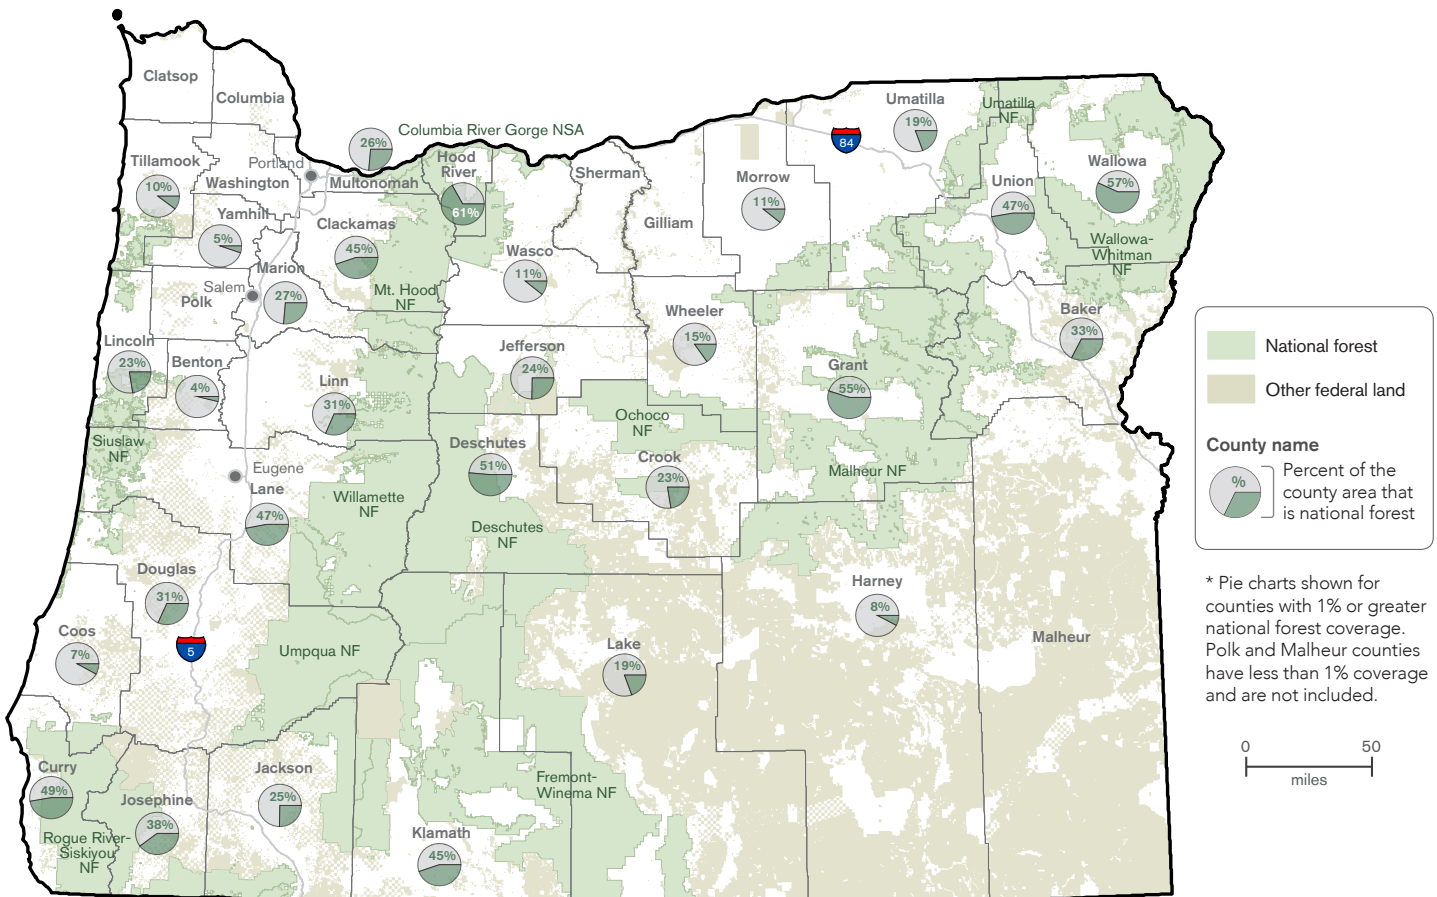 Clatsop
Columbia
Tillamook
10%
Portland
Washington
26%
Columbia River Gorge NSA
Multonomah
Hood
River
61%
Sherman
Gilliam
Morrow
11%
84
Umatilla
19%
Umatilla
NF
Union
47%
Wallowa
57%
Wallowa-
Whitman
NF
Yamhill
5%
Clackamas
45%
Mt. Hood
NF
Wasco
11%
Marion
27%
Salem
Polk
Lincoln
23%
Benton
4%
Linn
31%
Jefferson
24%
Wheeler
15%
Grant
55%
Baker
33%
Siuslaw
NF
Eugene
Lane
47%
Willamette
NF
Deschutes
51%
Deschutes
NF
Ochoco
NF
Crook
23%
Malheur NF
Douglas
31%
5
Coos
7%
Umpqua NF
Lake
19%
Harney
8%
Malheur
Curry
49%
Rogue River-
Siskiyou
NF
Josephine
38%
Jackson
25%
Klamath
45%
Fremont-
Winema NF
National forest
Other federal land
County name
%
Percent of the
county area that
is national forest
* Pie charts shown for
counties with 1% or greater
national forest coverage.
Polk and Malheur counties
have less than 1% coverage
and are not included.
0 50
miles